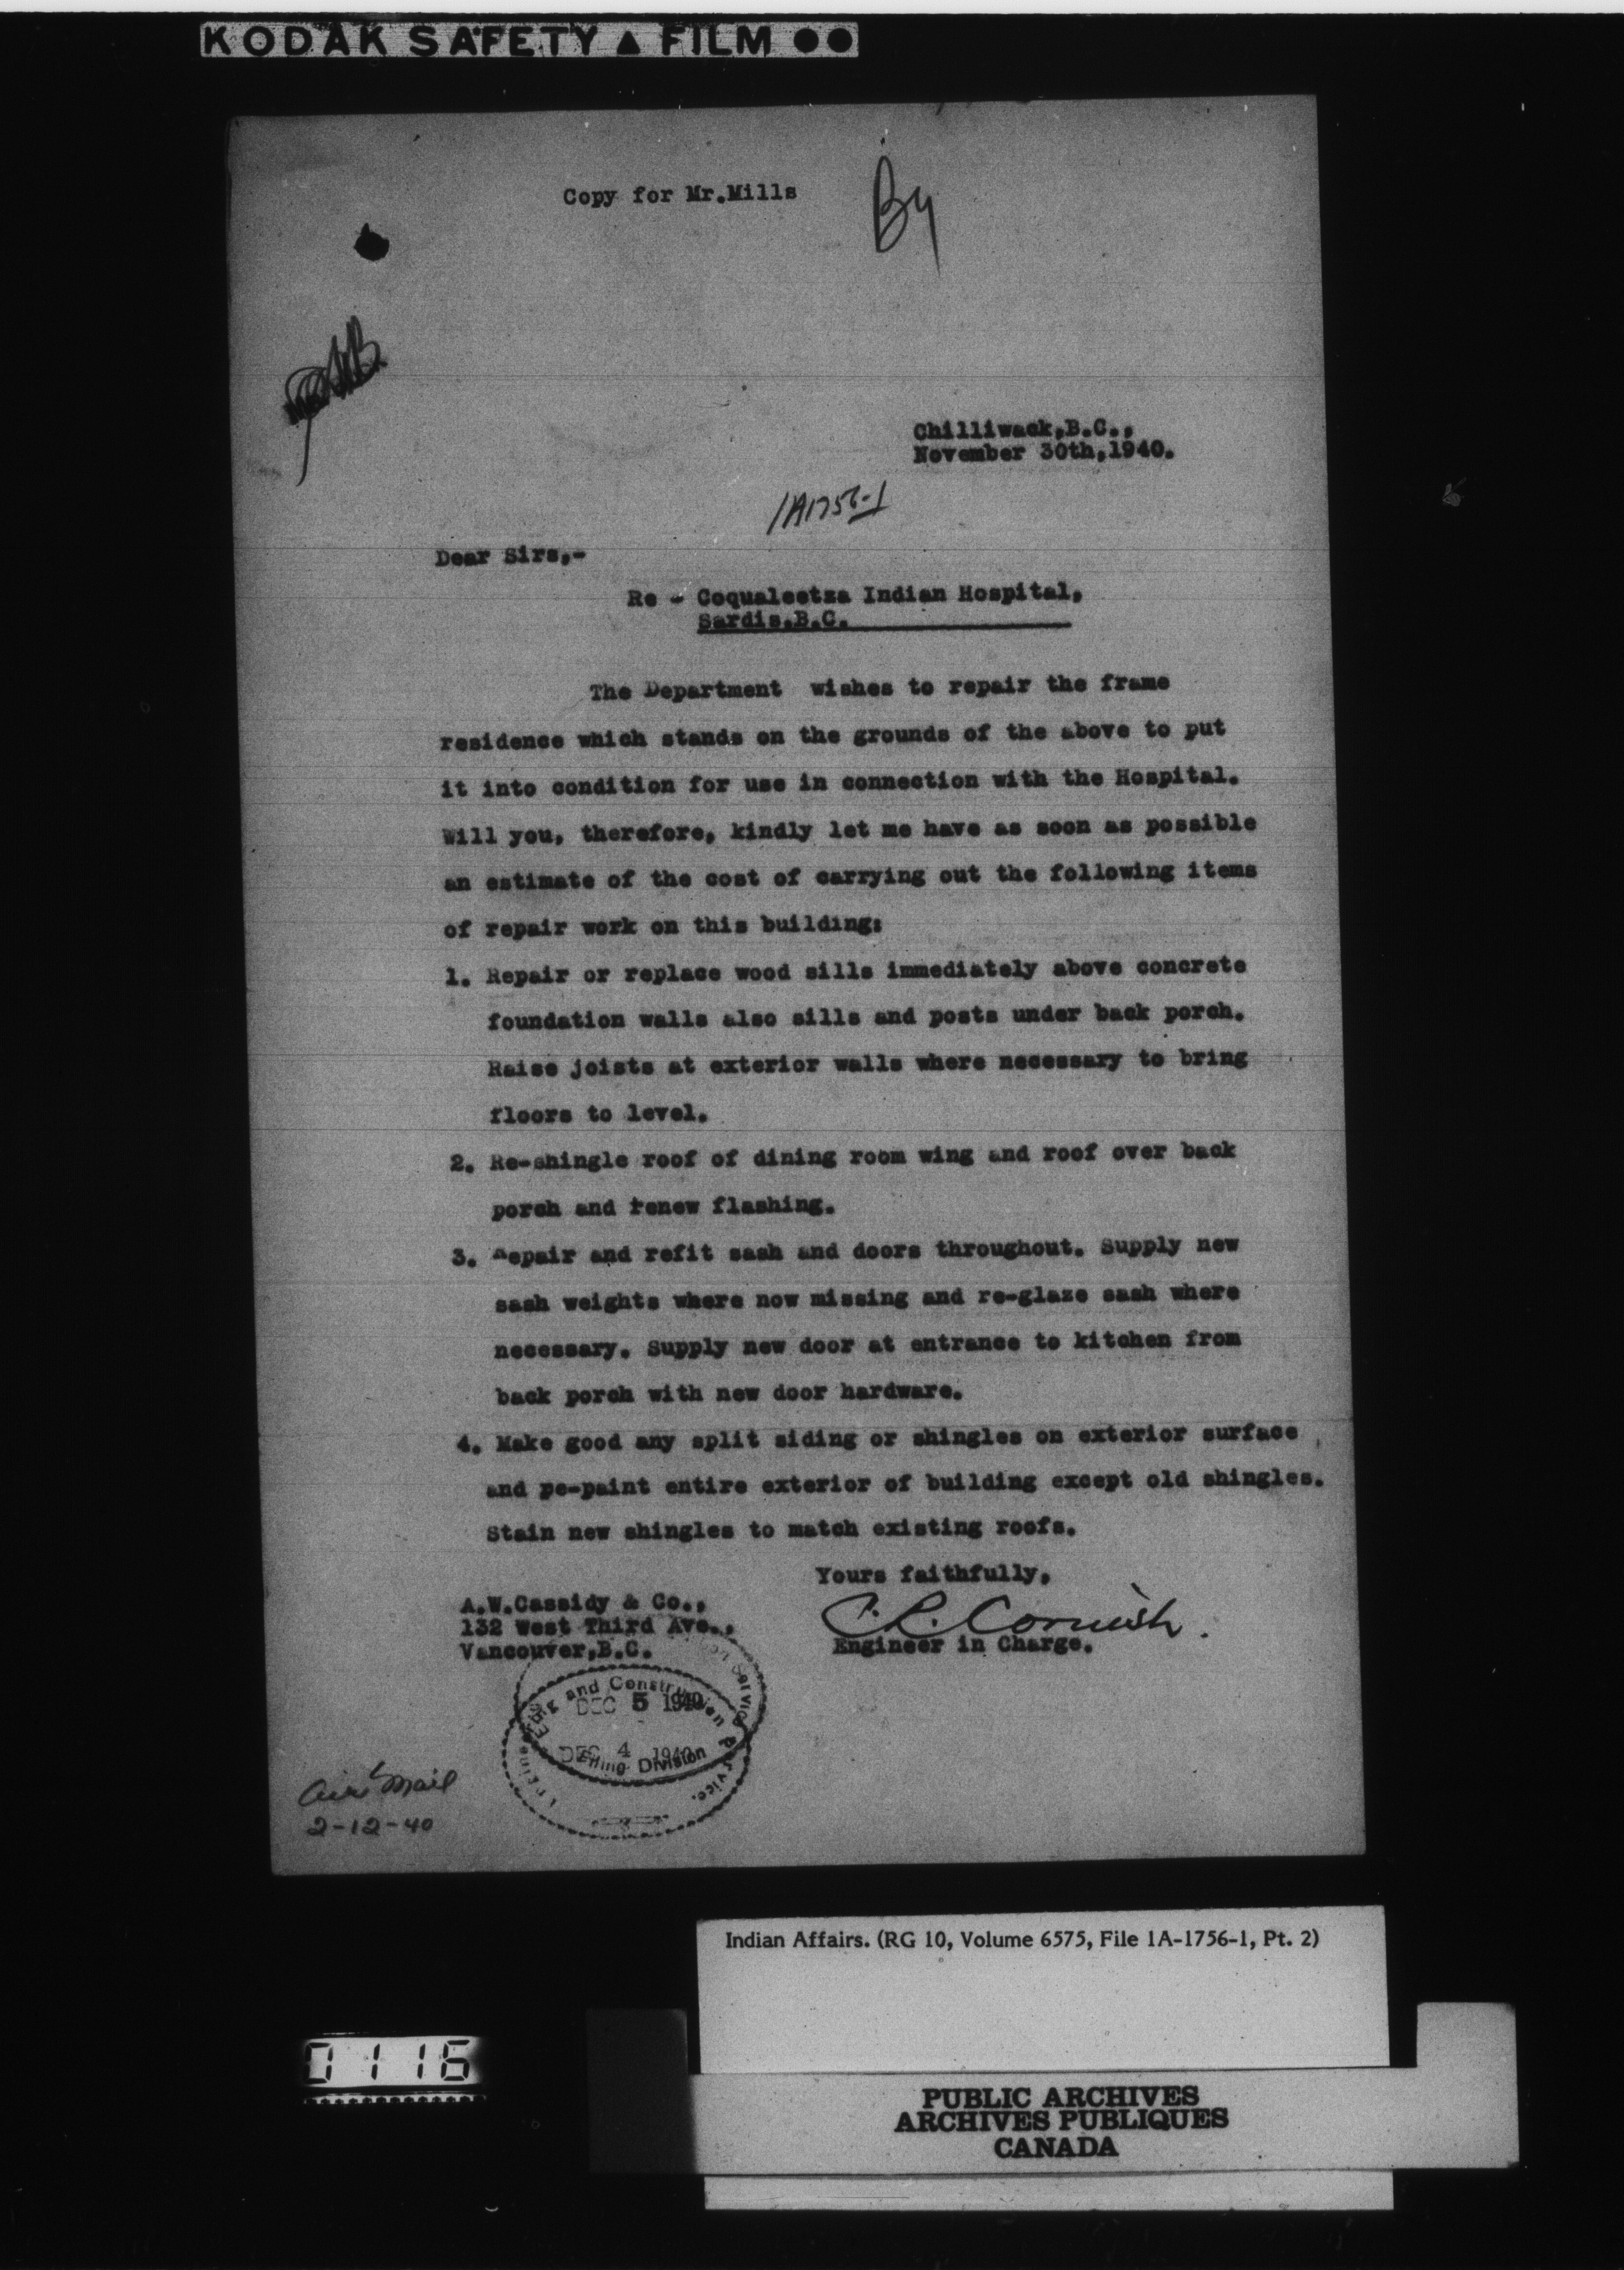 KODAK SAFETY ▲ FILM ●●
Copy for Mr.Mills
By
Chilliwack,B.C.,
November 30th,1940.
1A1756-1
Dear Sirs,-
Re - Coqualeetza Indian Hospital,
Sardis.B.C.
The Department wishes to repair the frame
residence which stands on the grounds of the above to put
it into condition for use in connection with the Hospital.
Will you, therefore, kindly let me have as soon as possible
an estimate of the cost of carrying out the following items
of repair work on this building:
1. Repair or replace wood sills immediately above concrete
foundation walls also sills and posts under back porch.
Raise joists at exterior walls where necessary to bring
floors to level.
2. Re-shingle roof of dining room wing and roof over back
porch and renew flashing.
3. Repair and refit sash and doors throughout. Supply new
sash weights where now missing and re-glaze sash where
necessary. Supply new door at entrance to kitchen from
back porch with new door hardware.
4. Make good any split siding or shingles on exterior surface
and pe-paint entire exterior of building except old shingles.
Stain new shingles to match existing roofs.
Yours faithfully,
C.R. Cornish.
Engineer in Charge.
A.W.Cassidy & Co.,
132 West Third Ave.,
Vancouver,B.C.
and Construction Service
DEC 5 1940
DEC 4 1940
Division
Air Mail
2-12-40
Indian Affairs. (RG 10, Volume 6575, File 1A-1756-1, Pt. 2)
0116
PUBLIC ARCHIVES
ARCHIVES PUBLIQUES
CANADA